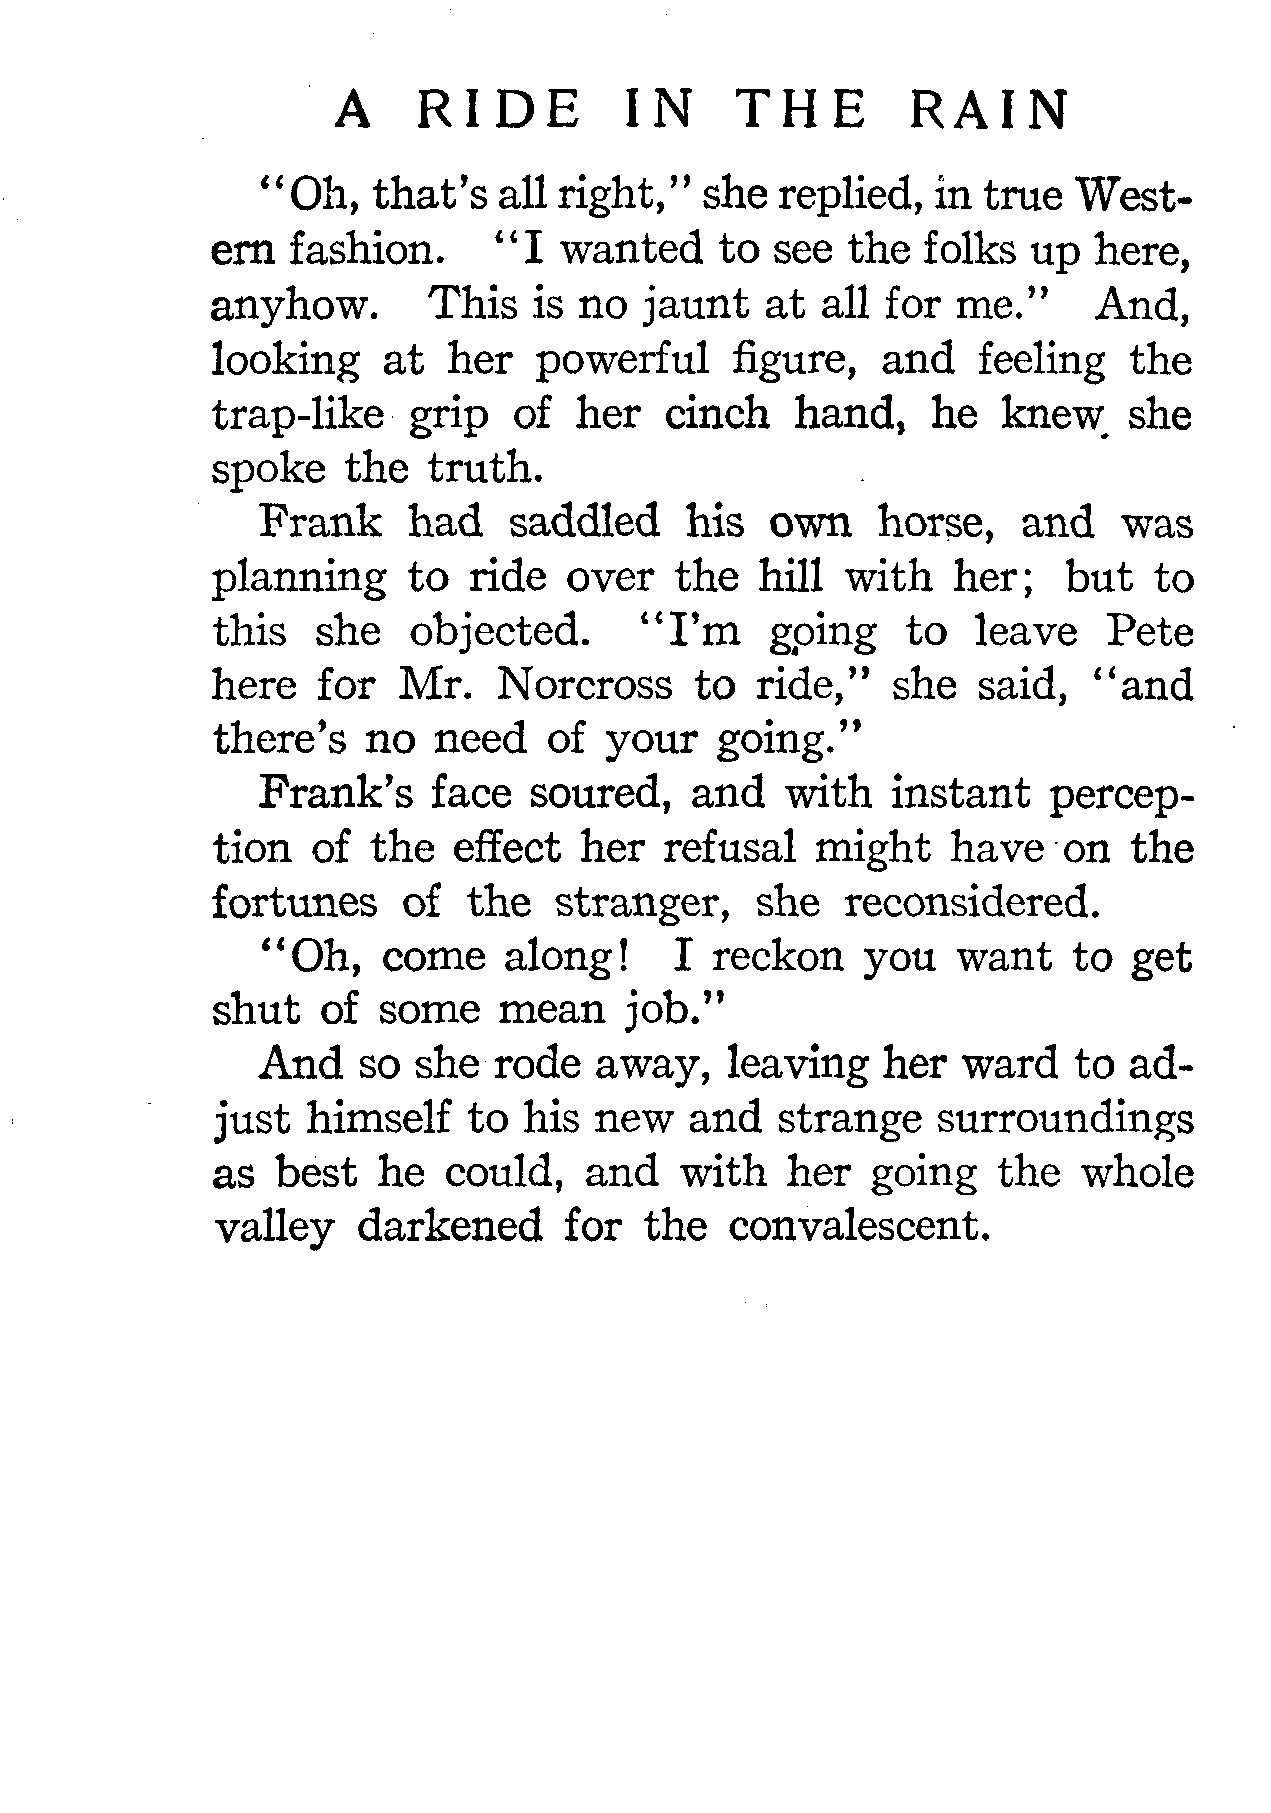 A RIDE IN THE RAIN
"Oh, that's all right," she replied, in true West-
ern fashion. "I wanted to see the folks up here,
anyhow. This is no jaunt at all for me." And,
looking at her powerful figure, and feeling the
trap-like grip of her cinch hand, he knew she
spoke the truth.
Frank had saddled his own horse, and was
planning to ride over the hill with her; but to
this she objected. "I'm going to leave Pete
here for Mr. Norcross to ride," she said, "and
there's no need of your going."
Frank's face soured, and with instant percep-
tion of the effect her refusal might have on the
fortunes of the stranger, she reconsidered.
"Oh, come along! I reckon you want to get
shut of some mean job."
And so she rode away, leaving her ward to ad-
just himself to his new and strange surroundings
as best he could, and with her going the whole
valley darkened for the convalescent.